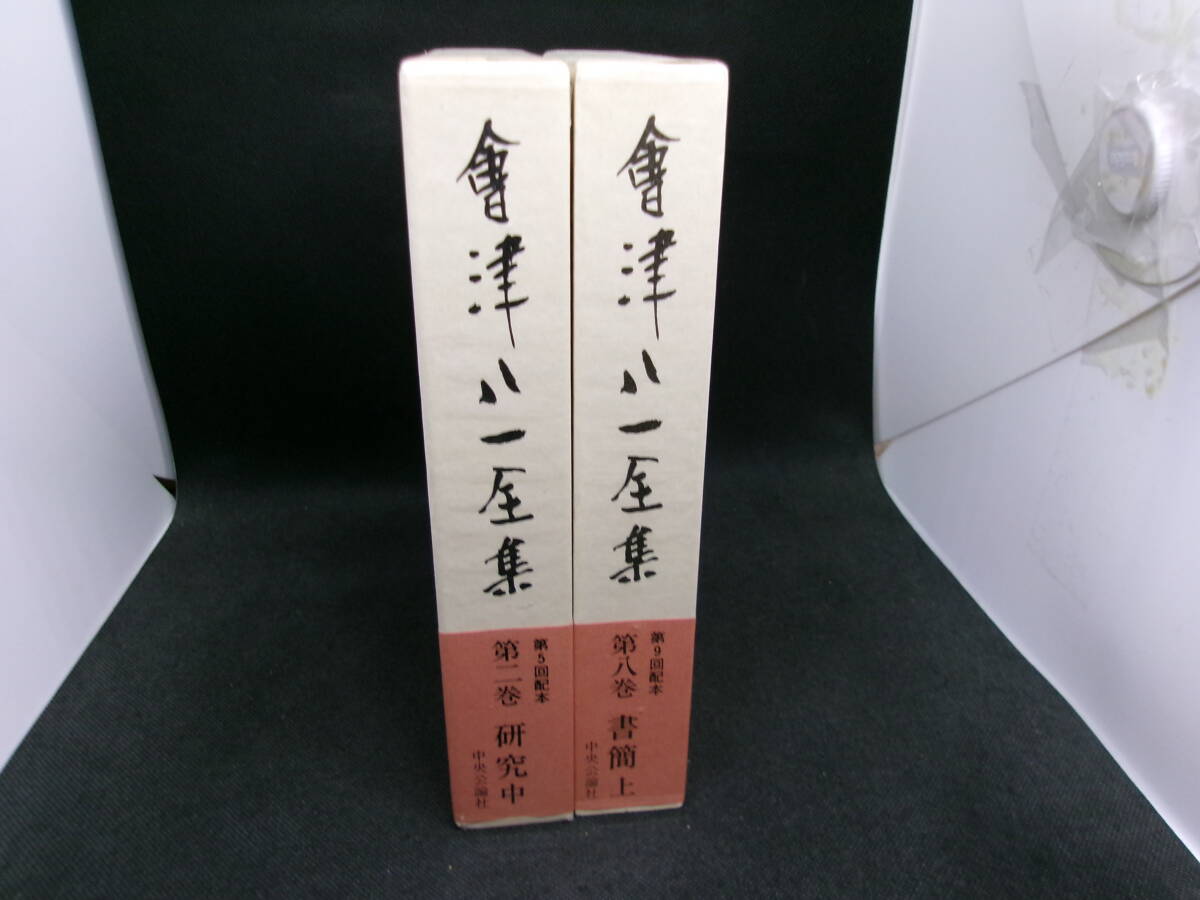 會津八一全集
第5回配本
第二巻 研究中
中央公論社
會津八一全集
第9回配本
第八巻 書簡上
中央公論社